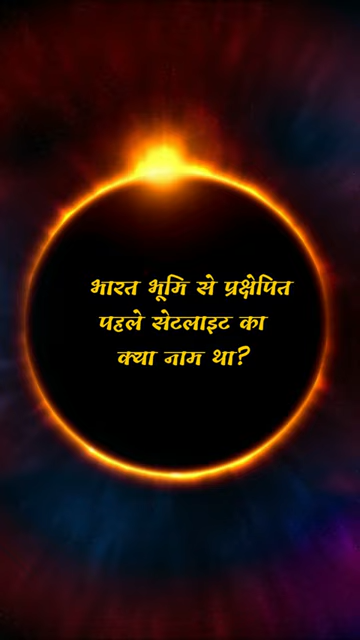 भारत भूमि से प्रक्षेपित
पहले सेटलाइट का
क्या नाम था?